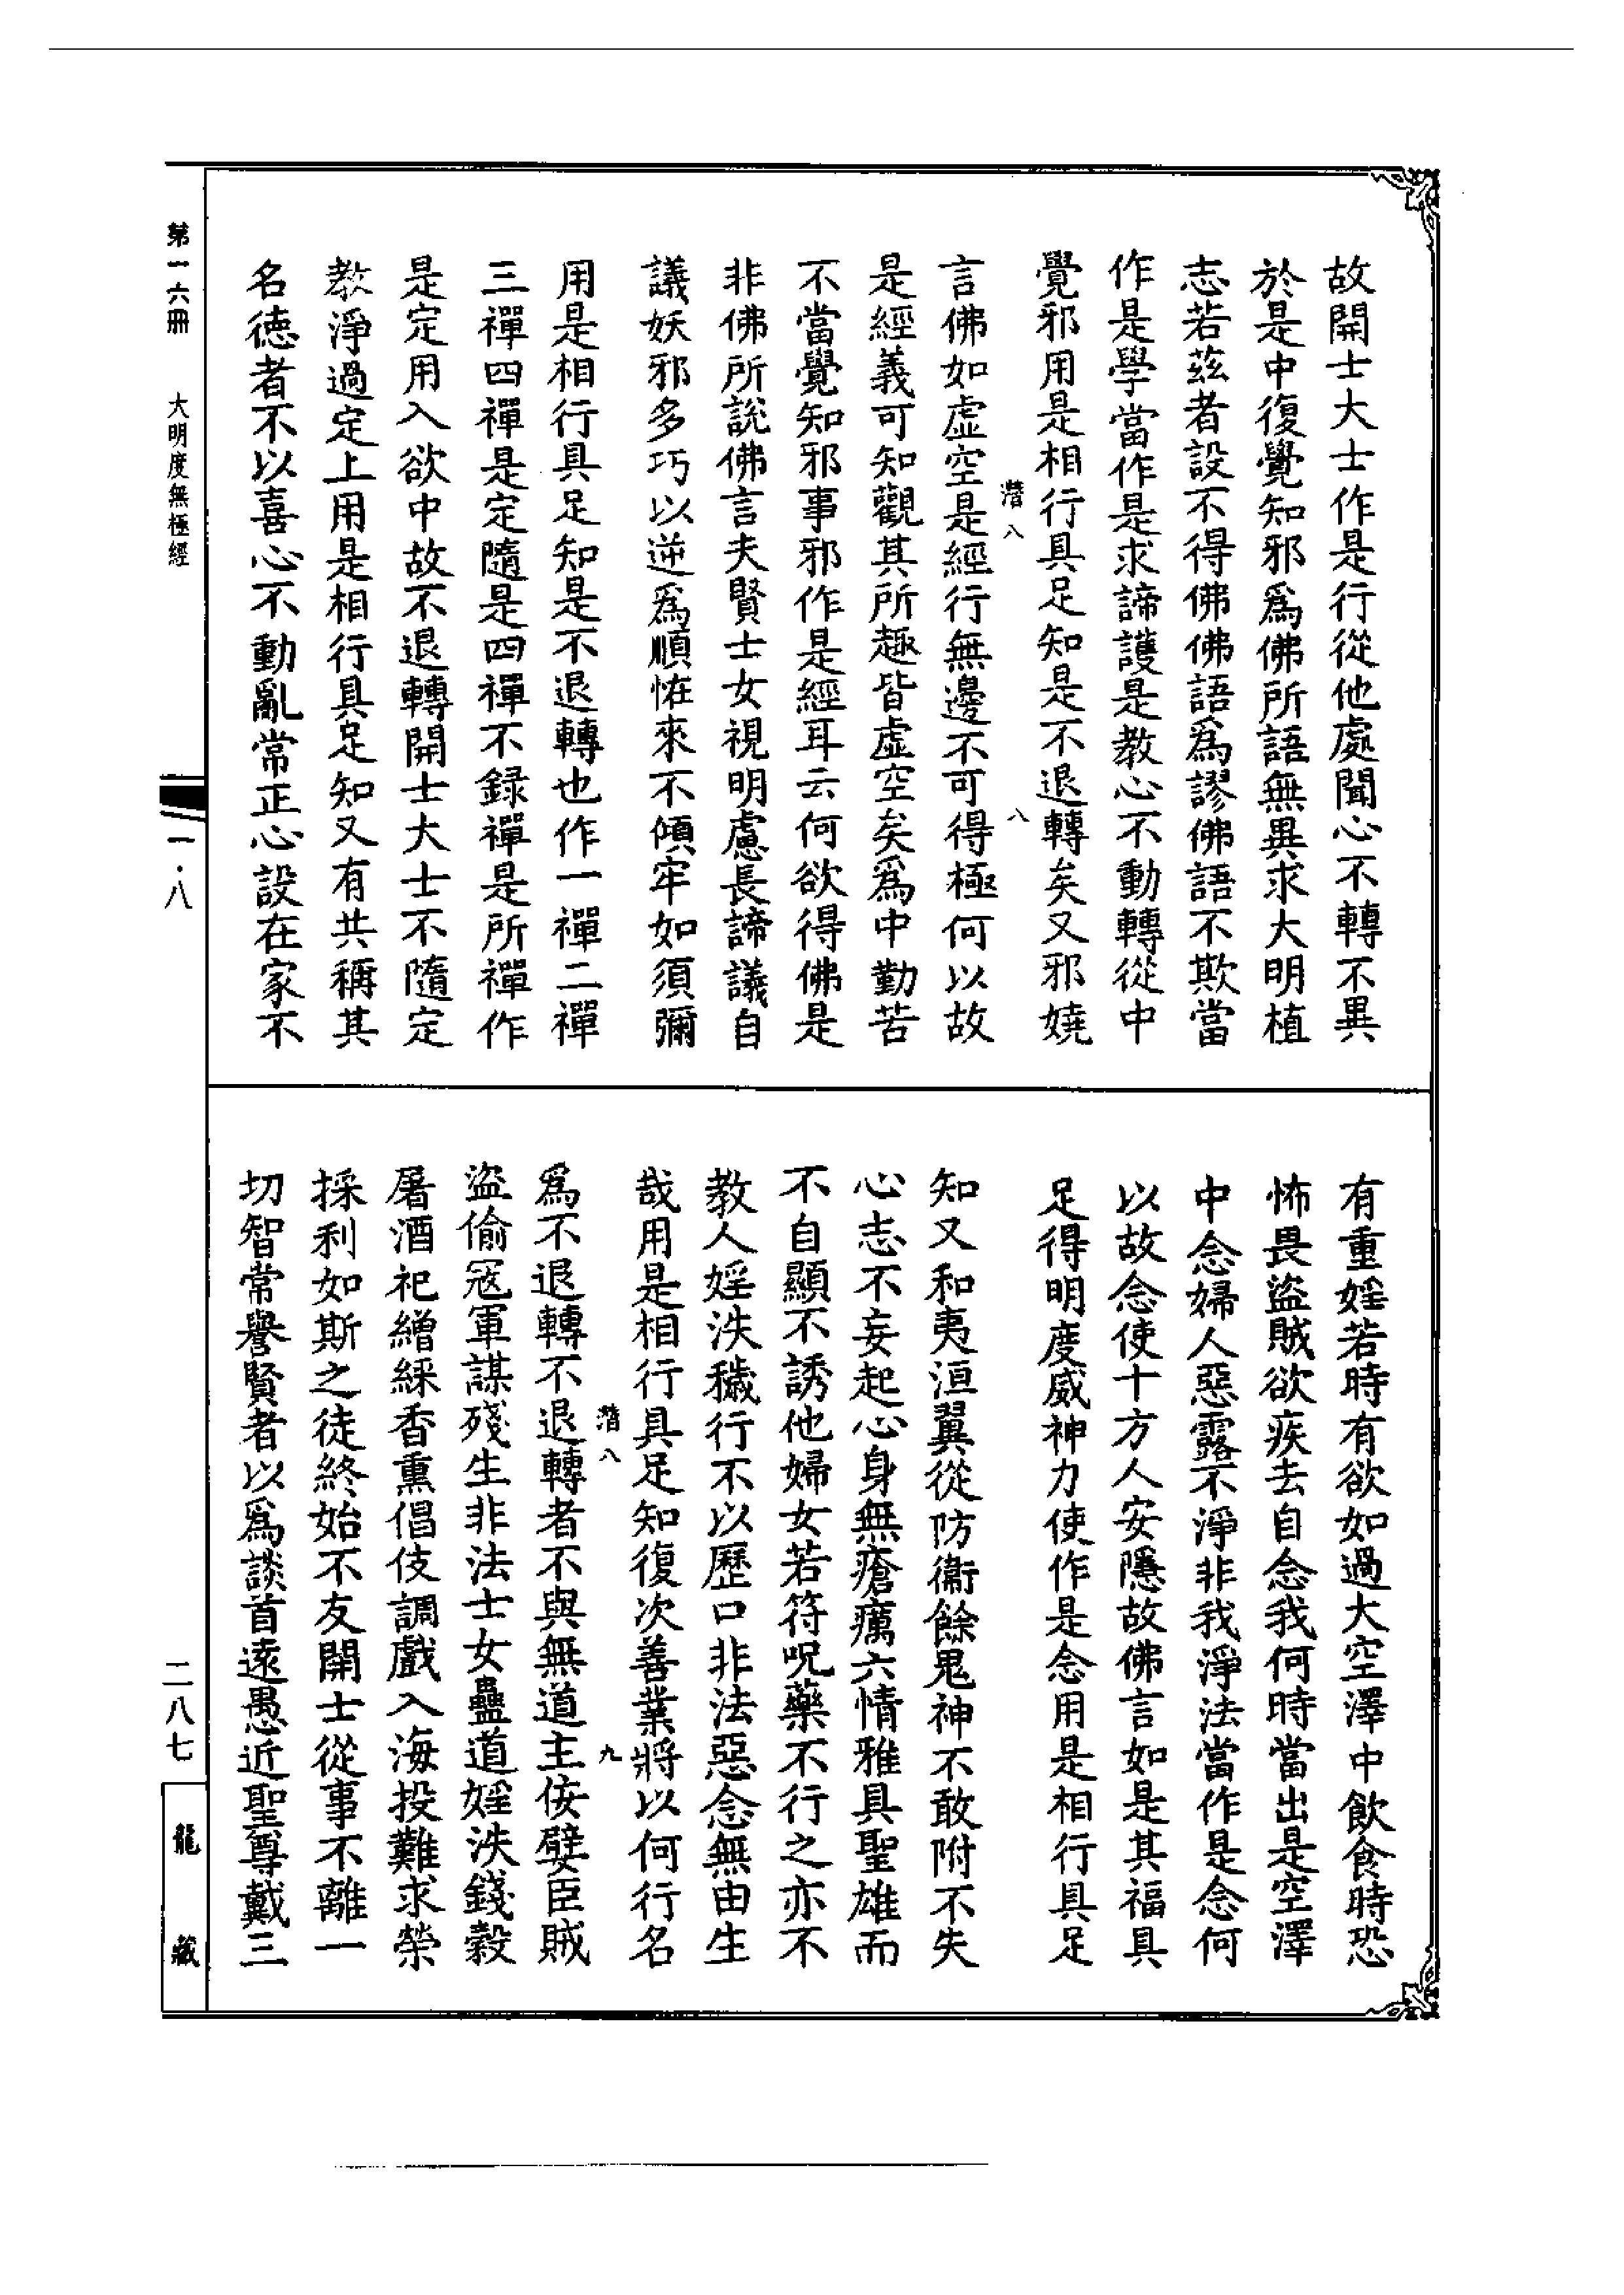 故開士大士作是行從他處聞心不轉不異
於是中復覺知邪爲佛所語無異求大明植
志若茲者設不得佛佛語爲謬佛語不欺當
作是學當作是求諦護是教心不動轉從中
覺邪用是相行具足知是不退轉矣又邪嬈
潛八 八
言佛如虛空是經行無邊不可得極何以故
是經義可知觀其所趣皆虛空矣爲中勤苦
不當覺知邪事邪作是經耳云何欲得佛是
非佛所說佛言夫賢士女視明慮長諦議自
議妖邪多巧以逆爲順恠來不傾牢如須彌
用是相行具足知是不退轉也作一禪二禪
三禪四禪是定隨是四禪不録禪是所禪作
是定用入欲中故不退轉開士大士不隨定
教淨過定上用是相行具足知又有共稱其
名德者不以喜心不動亂常正心設在家不
有重婬若時有欲如過大空澤中飲食時恐
怖畏盜賊欲疾去自念我何時當出是空澤
中念婦人惡露不淨非我淨法當作是念何
以故念使十方人安隱故佛言如是其福具
足得明度威神力使作是念用是相行具足
知又和夷洹翼從防衞餘鬼神不敢附不失
心志不妄起心身無瘡癘六情雅具聖雄而
不自顯不誘他婦女若符呪藥不行之亦不
教人婬泆穢行不以歷口非法惡念無由生
哉用是相行具足知復次善業將以何行名
潛八 九
爲不退轉不退轉者不與無道主侫嬖臣賊
盜偷寇軍謀殘生非法士女蠱道婬泆錢穀
屠酒祀繒綵香熏倡伎調戲入海投難求榮
採利如斯之徒終始不友開士從事不離一
切智常譽賢者以爲談首遠愚近聖尊戴三
第一六冊 大明度無極經
一·八
二八七
龍藏